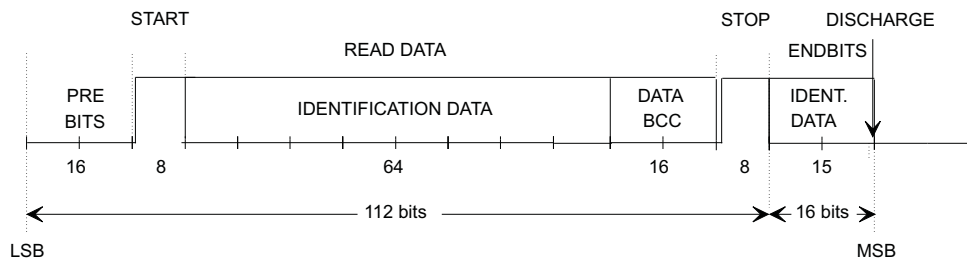 START STOP DISCHARGE
READ DATA ENDBITS
PRE BITS IDENTIFICATION DATA DATA BCC IDENT. DATA
16 8 64 16 8 15
112 bits 16 bits
LSB MSB